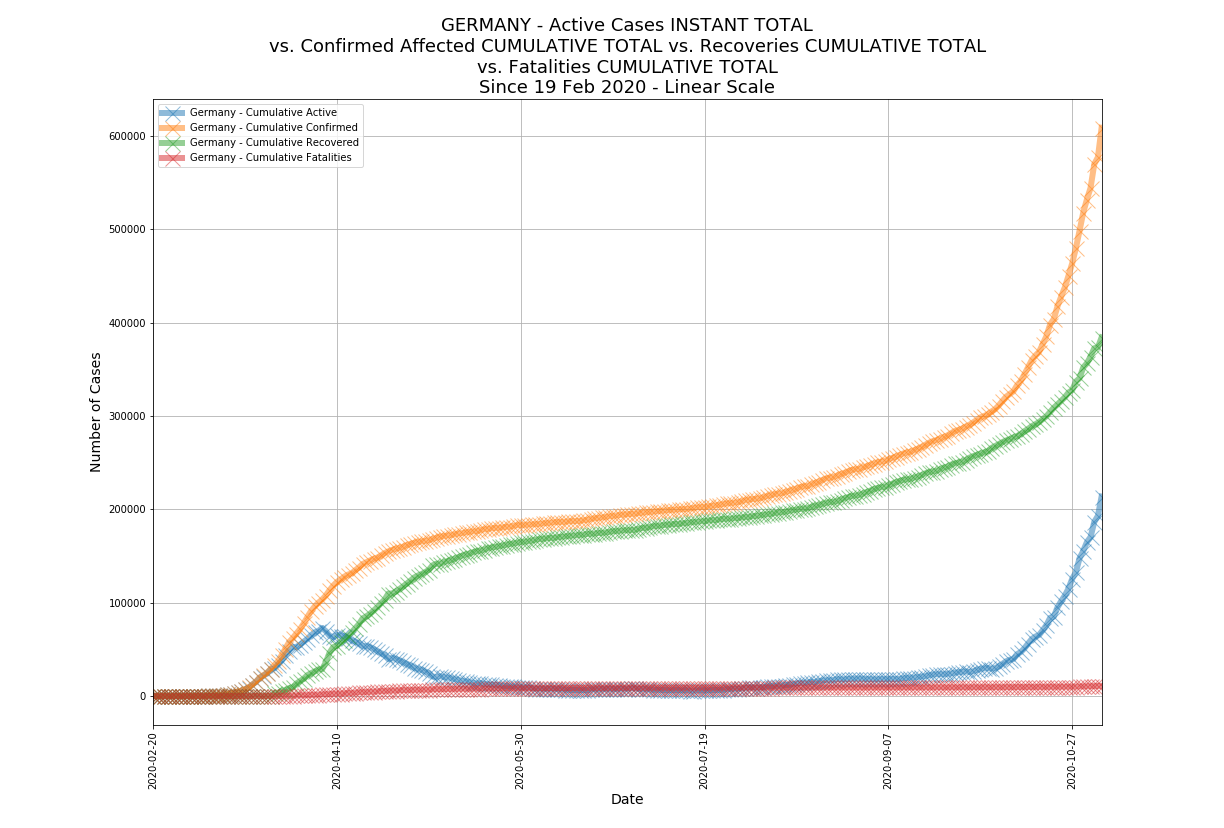 GERMANY - Active Cases INSTANT TOTAL
vs. Confirmed Affected CUMULATIVE TOTAL vs. Recoveries CUMULATIVE TOTAL
vs. Fatalities CUMULATIVE TOTAL
Since 19 Feb 2020 - Linear Scale
Germany - Cumulative Active
Germany - Cumulative Confirmed
Germany - Cumulative Recovered
Germany - Cumulative Fatalities
Number of Cases
600000
500000
400000
300000
200000
100000
0
2020-02-20
2020-04-10
2020-05-30
2020-07-19
2020-09-07
2020-10-27
Date